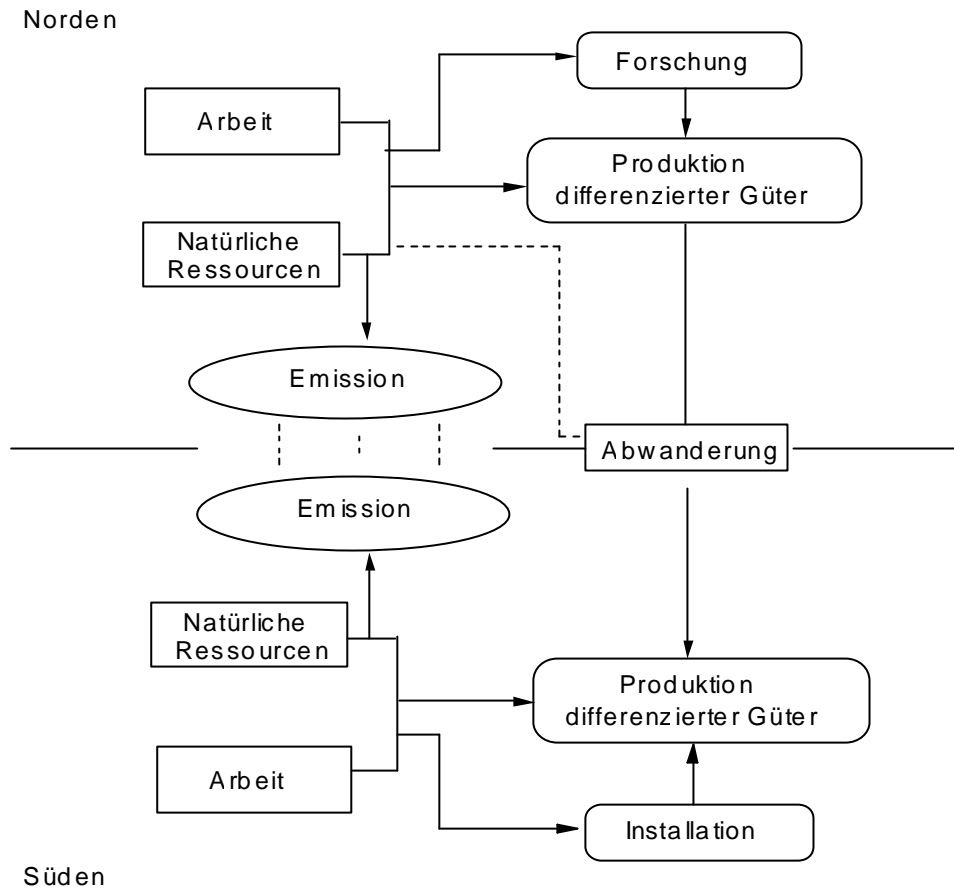 Norden
Forschung
Arbeit
Produktion
differenzierter Güter
Natürliche
Ressourcen
Emission
Abwanderung
Emission
Natürliche
Ressourcen
Produktion
differenzierter Güter
Arbeit
Installation
Süden